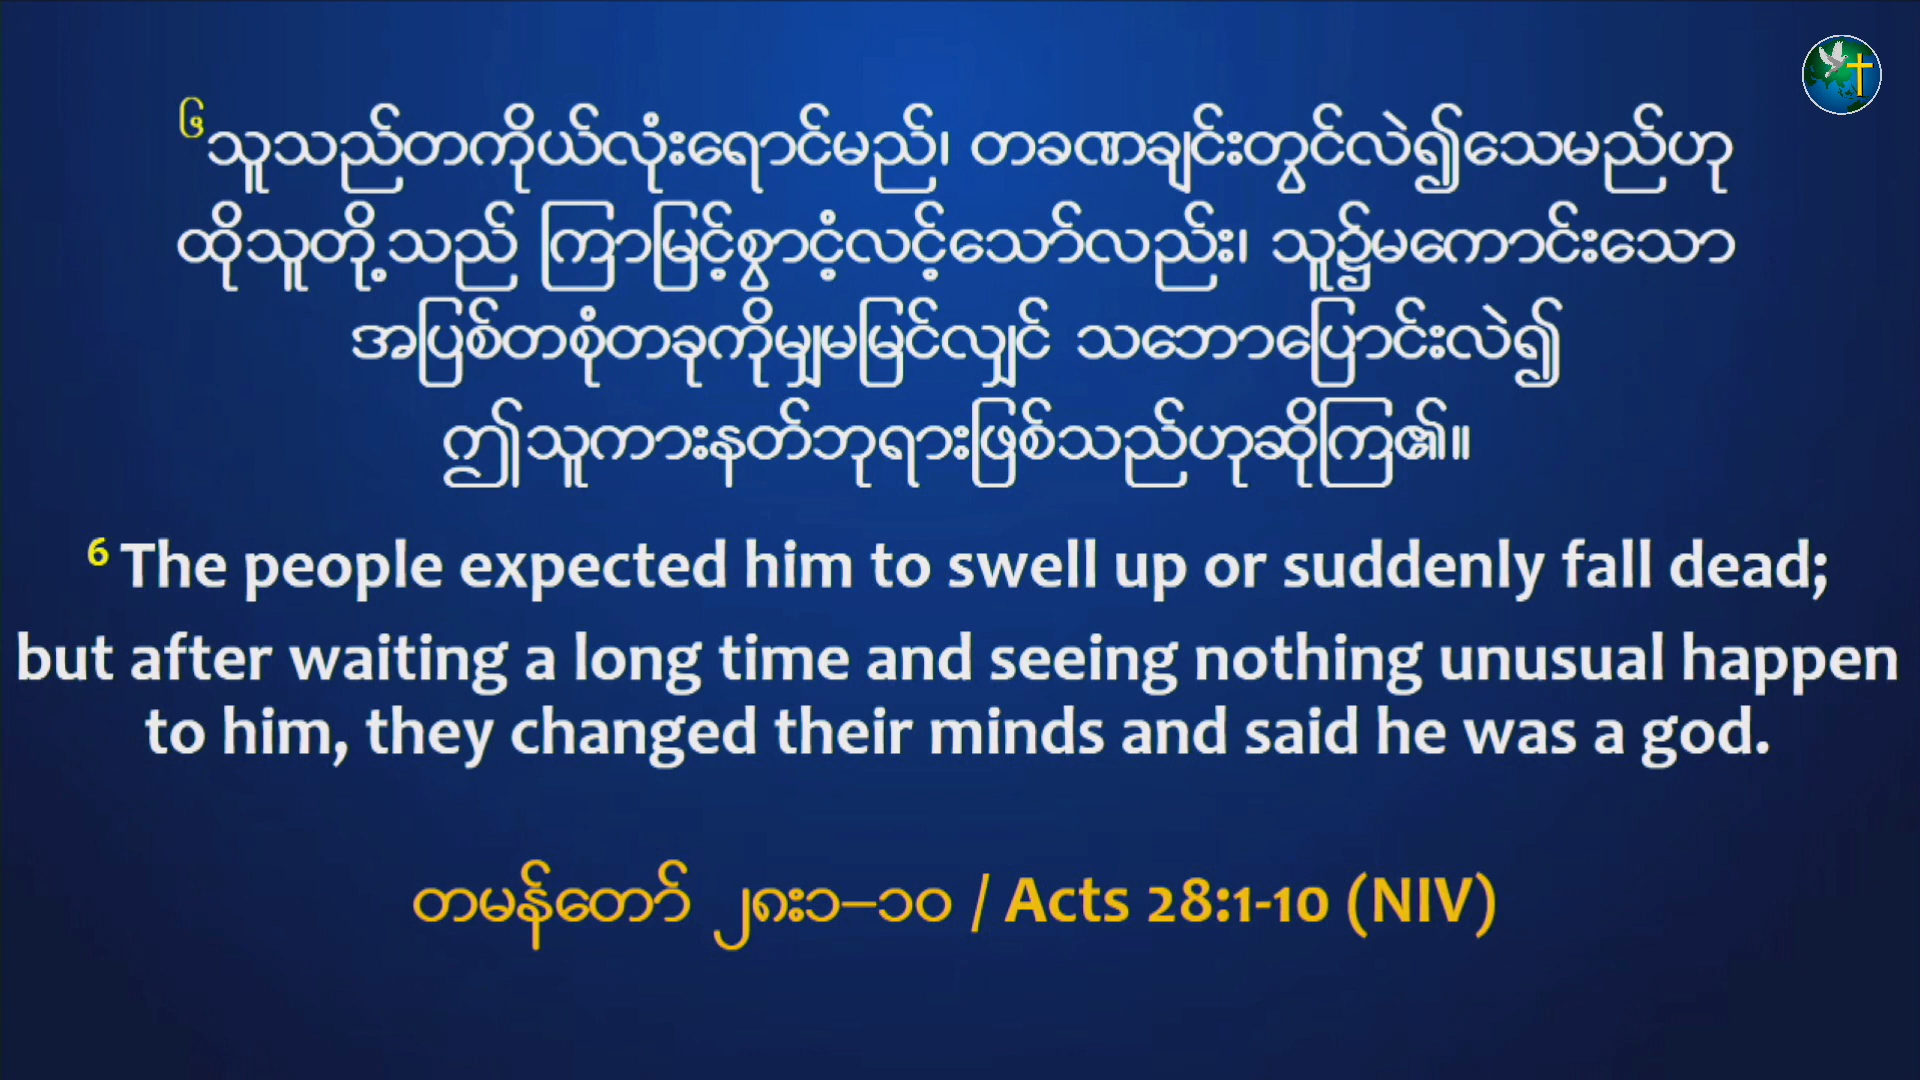 ၆သူသည်တကိုယ်လုံးရောင်မည်၊ တခဏချင်းတွင်လဲ၍သေမည်ဟု
ထိုသူတို့သည် ကြာမြင့်စွာငံ့လင့်သော်လည်း၊ သူ၌မကောင်းသော
အပြစ်တစုံတခုကိုမျှမမြင်လျှင် သဘောပြောင်းလဲ၍
ဤသူကားနတ်ဘုရားဖြစ်သည်ဟုဆိုကြ၏။
6 The people expected him to swell up or suddenly fall dead;
but after waiting a long time and seeing nothing unusual happen
to him, they changed their minds and said he was a god.
တမန်တော် ၂၈း၁–၁၀ / Acts 28:1-10 (NIV)